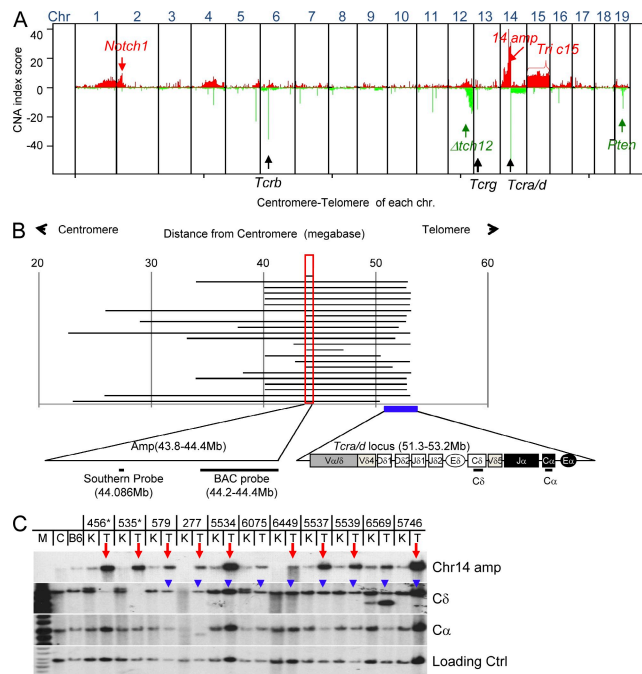 A
Chr 1 2 3 4 5 6 7 8 9 10 11 12 13 14 15 16 17 18 19
CNA index score
40
20
0
-20
-40
Notch1
14 amp
Tri c15
Δtch12
Pten
Tcrb
Tcrg
Tcra/d
Centromere-Telomere of each chr.
B
Centromere Distance from Centromere (megabase) Telomere
20 30 40 50 60
Amp(43.8-44.4Mb)
Tcra/d locus (51.3-53.2Mb)
Vα/δ Vδ4 Dδ1 Dδ2 Jδ1 Jδ2 Eδ Cδ Vδ5 Jα Cα Eα
Cδ Cα
Southern Probe
(44.086Mb)
BAC probe
(44.2-44.4Mb)
C
456* 535* 579 277 5534 6075 6449 5537 5539 6569 5746
M C B6 K T K T K T K T K T K T K T K T K T K T K T
Chr14 amp
Cδ
Cα
Loading Ctrl